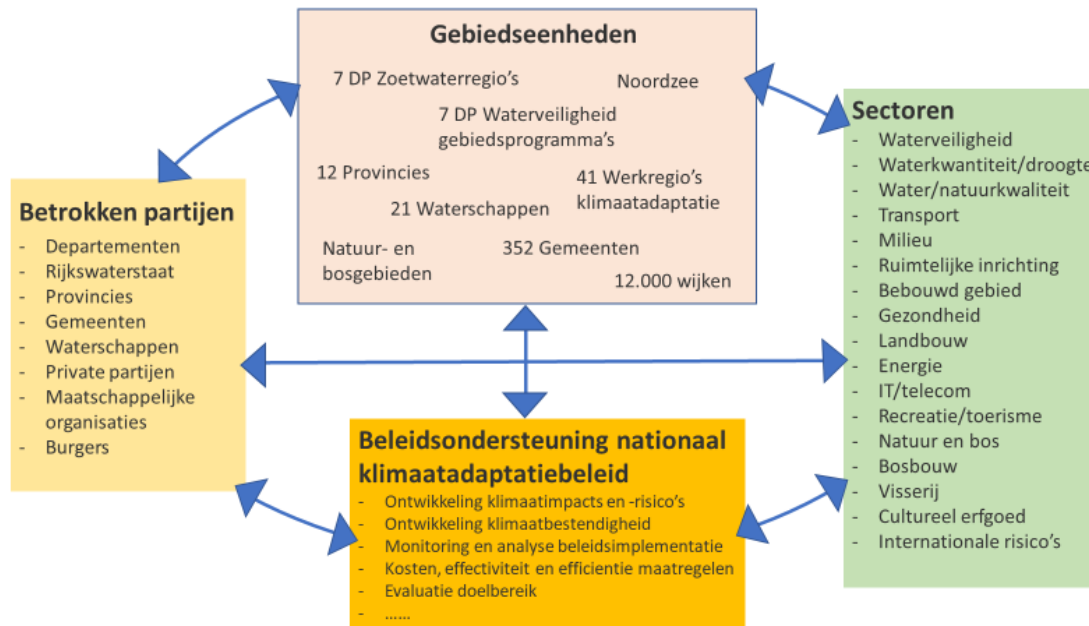 Gebiedseenheden
7 DP Zoetwaterregio's
Noordzee
7 DP Waterveiligheid
gebiedsprogramma's
12 Provincies
41 Werkregio's
klimaatadaptatie
21 Waterschappen
Natuur- en
bosgebieden
352 Gemeenten
12.000 wijken
Betrokken partijen
- Departementen
- Rijkswaterstaat
- Provincies
- Gemeenten
- Waterschappen
- Private partijen
- Maatschappelijke
organisaties
- Burgers
Sectoren
- Waterveiligheid
- Waterkwantiteit/droogte
- Water/natuurkwaliteit
- Transport
- Milieu
- Ruimtelijke inrichting
- Bebouwd gebied
- Gezondheid
- Landbouw
- Energie
- IT/telecom
- Recreatie/toerisme
- Natuur en bos
- Bosbouw
- Visserij
- Cultureel erfgoed
- Internationale risico's
Beleidsondersteuning nationaal
klimaatadaptatiebeleid
- Ontwikkeling klimaatimpacts en -risico's
- Ontwikkeling klimaatbestendigheid
- Monitoring en analyse beleidsimplementatie
- Kosten, effectiviteit en efficientie maatregelen
- Evaluatie doelbereik
- ......